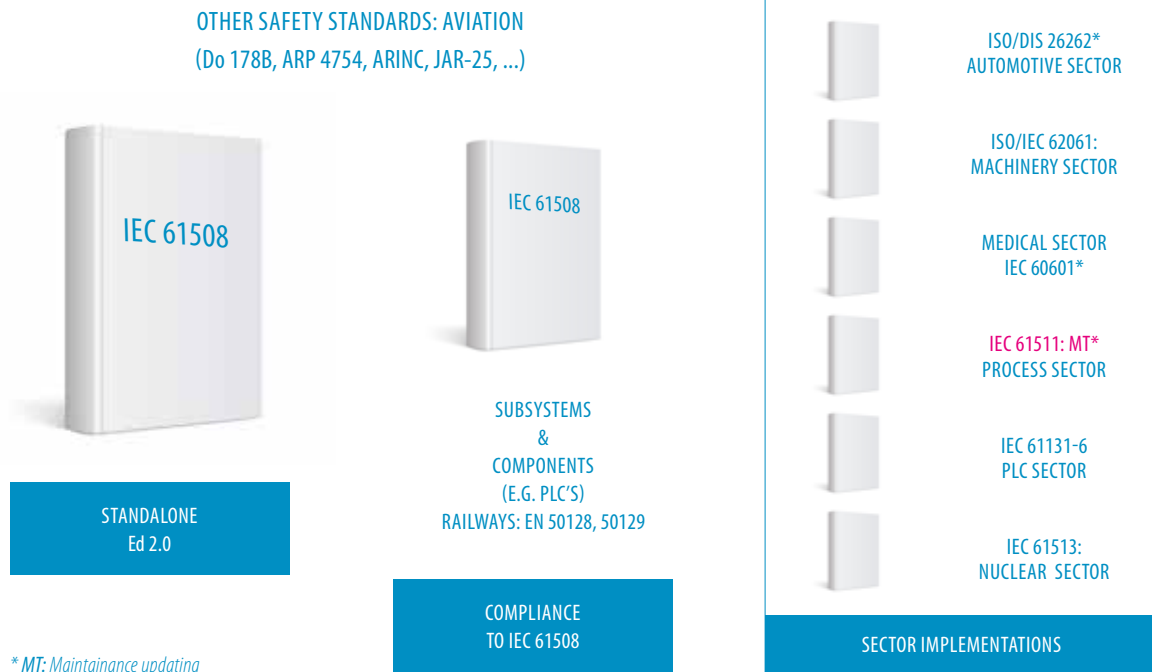 OTHER SAFETY STANDARDS: AVIATION
(Do 178B, ARP 4754, ARINC, JAR-25, ...)
IEC 61508
STANDALONE
Ed 2.0
* MT: Maintainance updating
IEC 61508
SUBSYSTEMS
&
COMPONENTS
(E.G. PLC'S)
RAILWAYS: EN 50128, 50129
COMPLIANCE
TO IEC 61508
ISO/DIS 26262*
AUTOMOTIVE SECTOR
ISO/IEC 62061:
MACHINERY SECTOR
MEDICAL SECTOR
IEC 60601*
IEC 61511: MT*
PROCESS SECTOR
IEC 61131-6
PLC SECTOR
IEC 61513:
NUCLEAR SECTOR
SECTOR IMPLEMENTATIONS